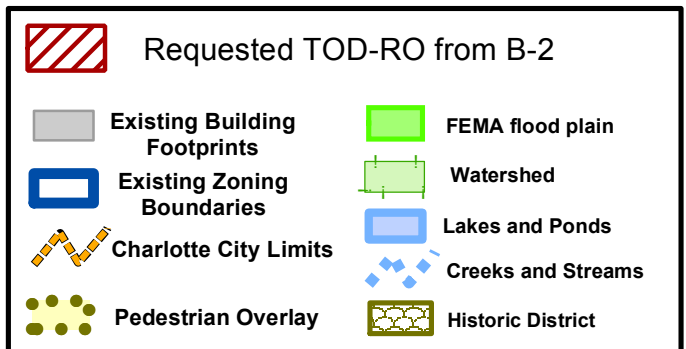 Requested TOD-RO from B-2
Existing Building
Footprints
Existing Zoning
Boundaries
Charlotte City Limits
Pedestrian Overlay
FEMA flood plain
Watershed
Lakes and Ponds
Creeks and Streams
Historic District